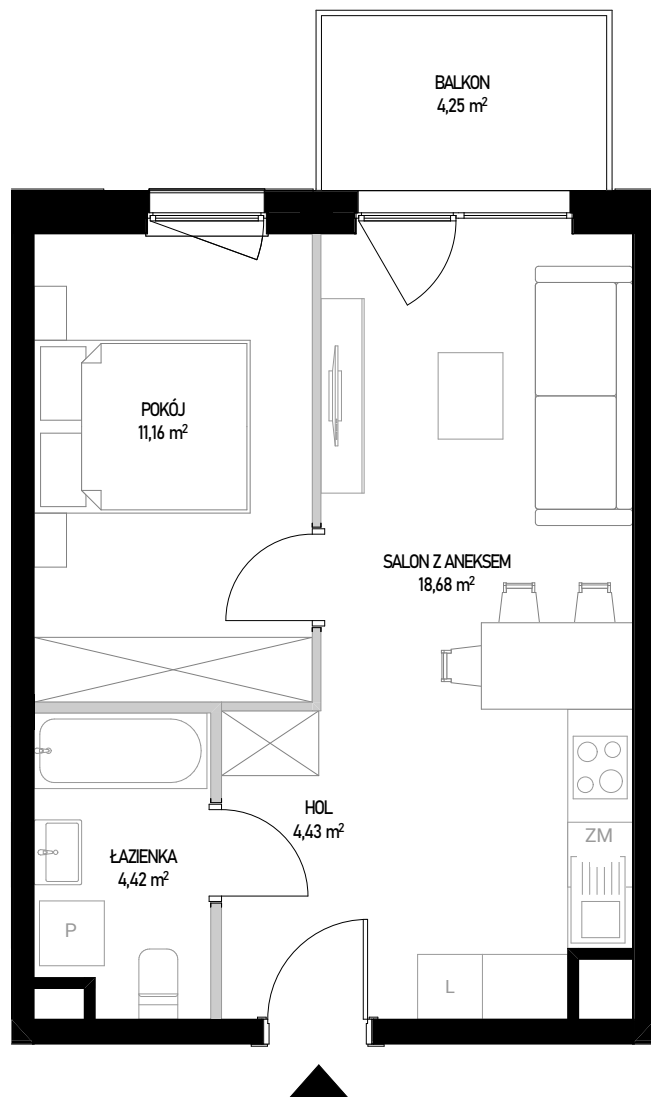 BALKON
4,25 m²
POKÓJ
11,16 m²
SALON Z ANEKSEM
18,68 m²
HOL
4,43 m²
ZM
ŁAZIENKA
4,42 m²
P
L